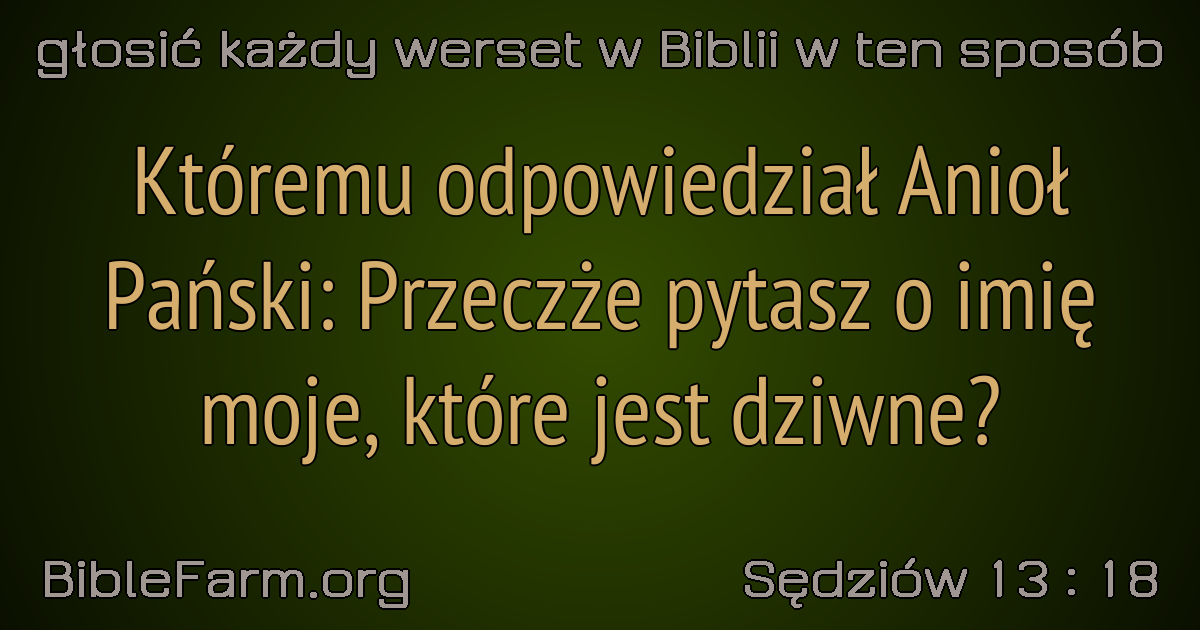 głosić każdy werset w Biblii w ten sposób
Któremu odpowiedział Anioł
Pański: Przeczże pytasz o imię
moje, które jest dziwne?
BibleFarm.org
Sędziów 13 : 18